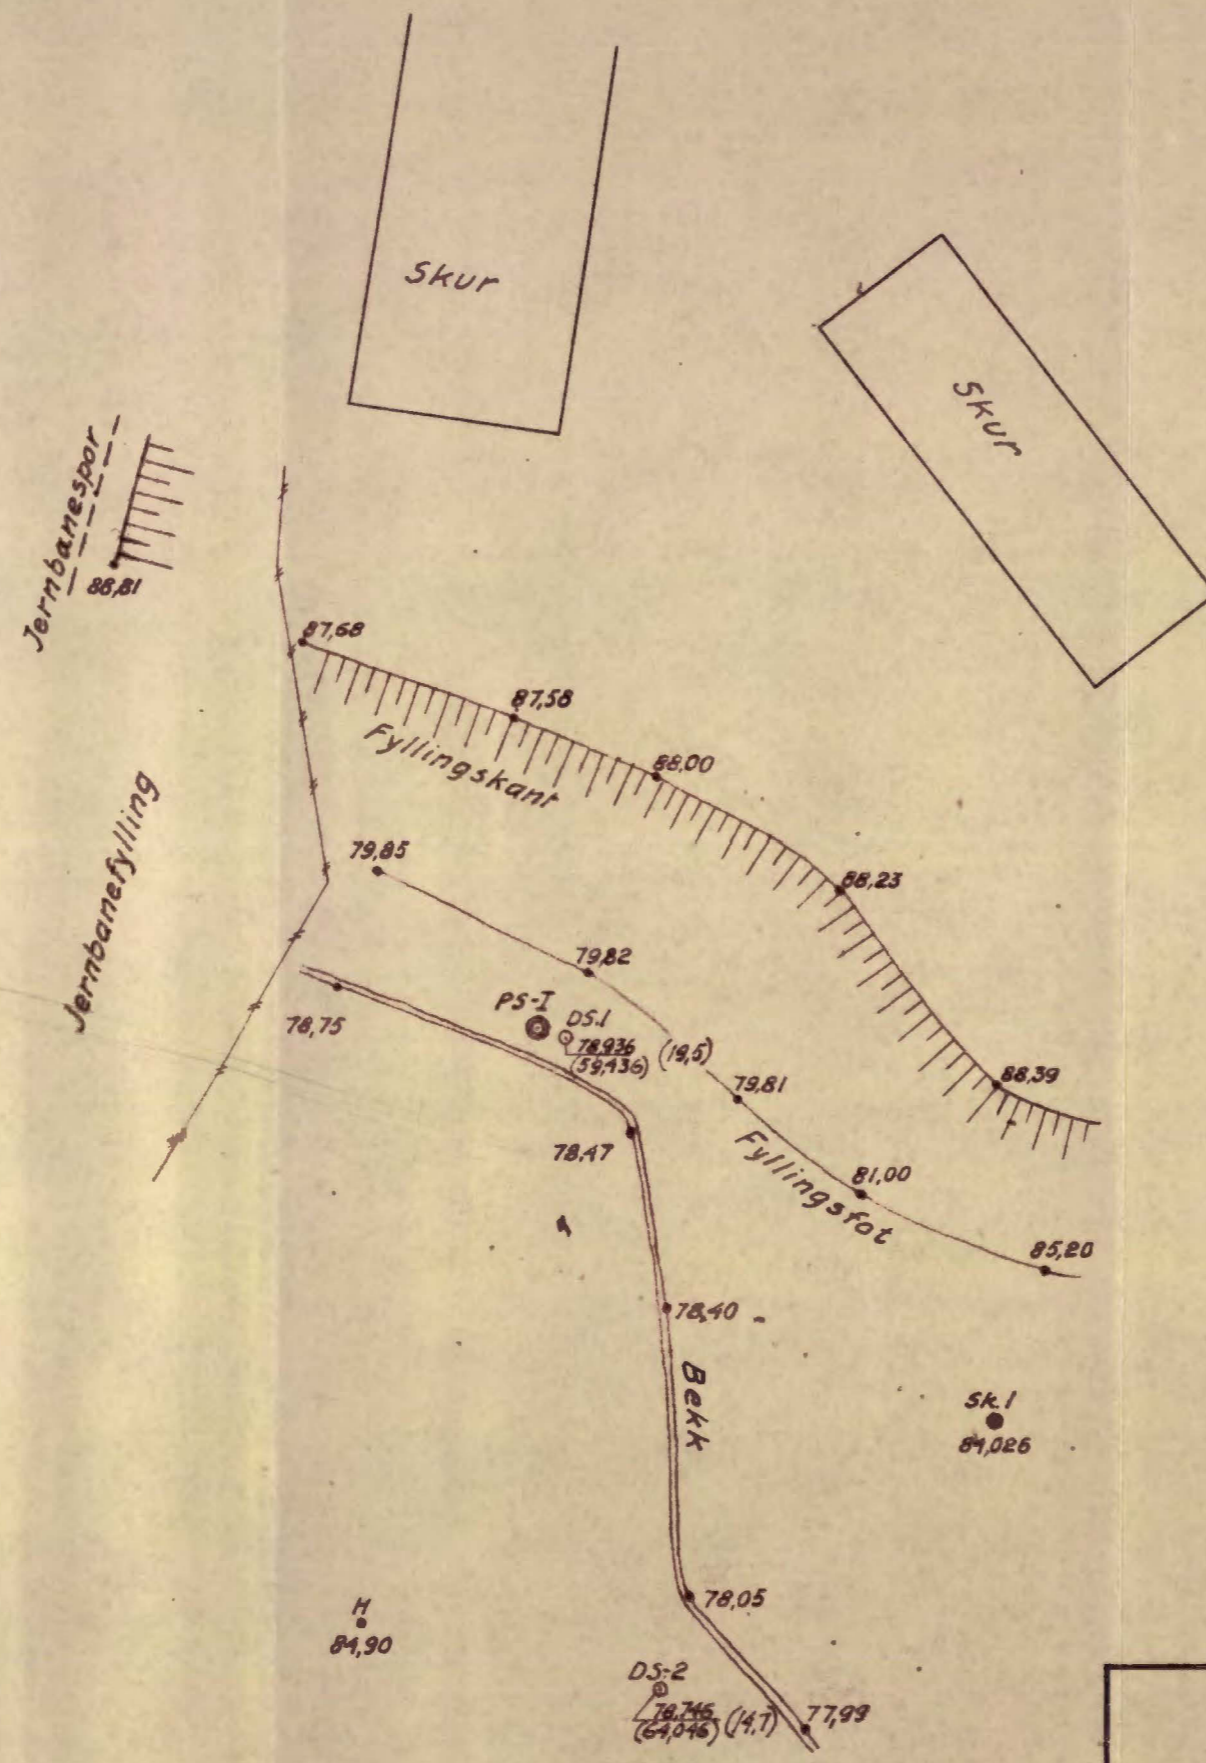 Skur
Skur
Jernbanespor
88,81
87,68
87,58
Fyllingskant
88,00
Jernbanefylling
79,85
88,23
79,82
PS-I
DS.1
78,75
78,936
(59,436)
(19,5)
79,81
88,39
78,47
Fyllingsfot
81,00
85,20
78,40
Bekk
Sk.1
84,026
78,05
H
84,90
DS-2
78,746
(64,046)
(14,7)
77,99